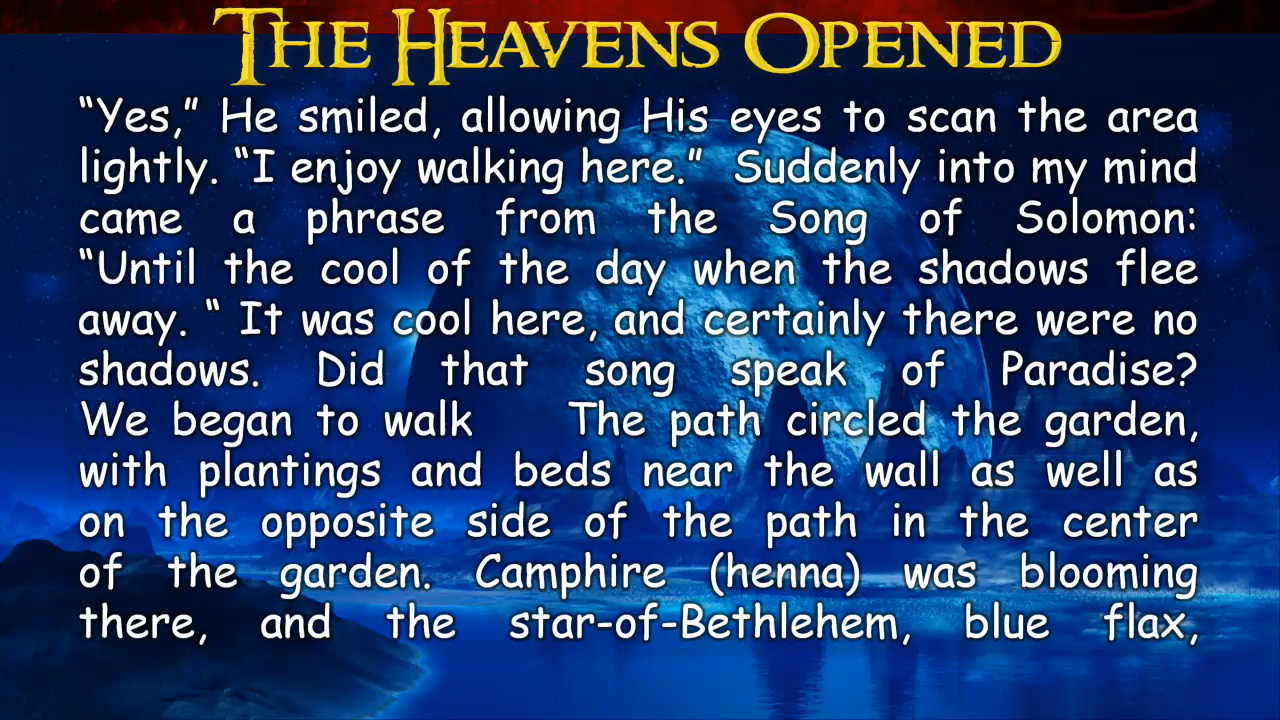 THE HEAVENS OPENED
“Yes,” He smiled, allowing His eyes to scan the area
lightly. “I enjoy walking here.” Suddenly into my mind
came a phrase from the Song of Solomon:
“Until the cool of the day when the shadows flee
away. “ It was cool here, and certainly there were no
shadows. Did that song speak of Paradise?
We began to walk The path circled the garden,
with plantings and beds near the wall as well as
on the opposite side of the path in the center
of the garden. Camphire (henna) was blooming
there, and the star-of-Bethlehem, blue flax,